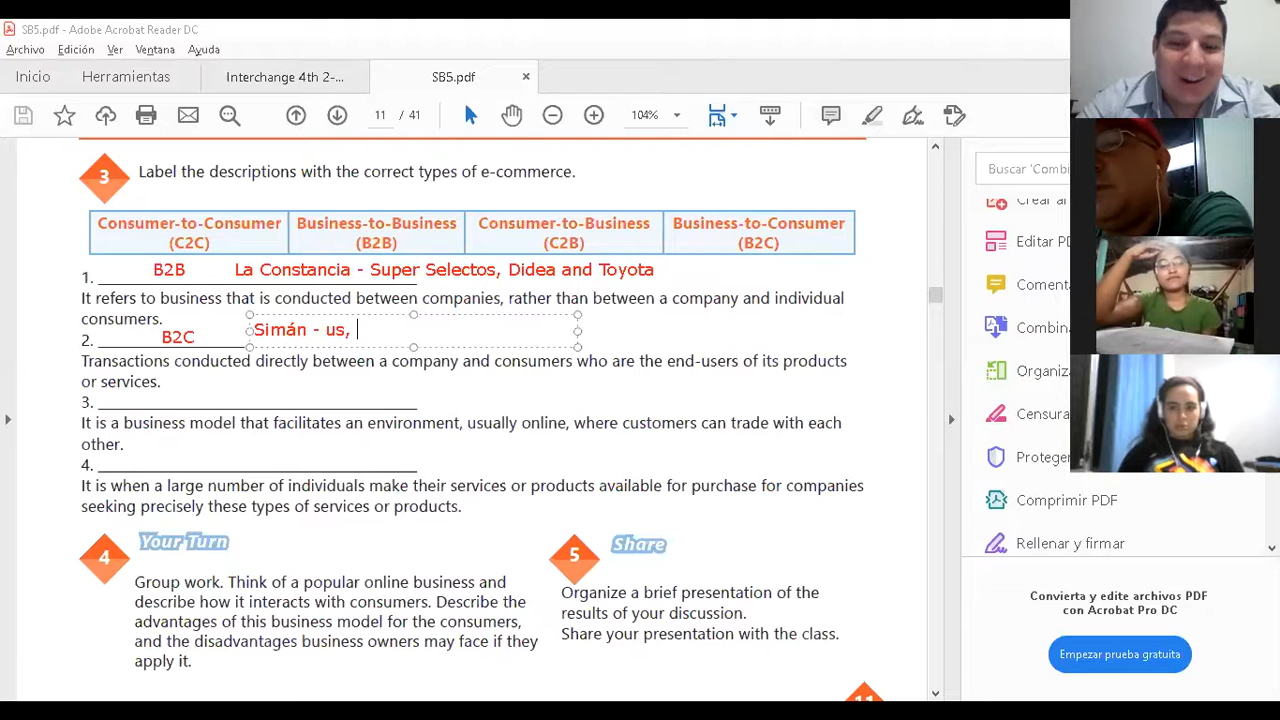 SB5.pdf - Adobe Acrobat Reader DC
Archivo Edición Ver Ventana Ayuda
Inicio Herramientas Interchange 4th 2-... SB5.pdf ×
11 / 41 104%
3 Label the descriptions with the correct types of e-commerce.
Consumer-to-Consumer (C2C) Business-to-Business (B2B) Consumer-to-Business (C2B) Business-to-Consumer (B2C)
1. B2B La Constancia - Super Selectos, Didea and Toyota
It refers to business that is conducted between companies, rather than between a company and individual
consumers.
2. B2C Simán - us,
Transactions conducted directly between a company and consumers who are the end-users of its products
or services.
3.
It is a business model that facilitates an environment, usually online, where customers can trade with each
other.
4.
It is when a large number of individuals make their services or products available for purchase for companies
seeking precisely these types of services or products.
4 Your Turn
Group work. Think of a popular online business and
describe how it interacts with consumers. Describe the
advantages of this business model for the consumers,
and the disadvantages business owners may face if they
apply it.
5 Share
Organize a brief presentation of the
results of your discussion.
Share your presentation with the class.
11
Buscar 'Combi
Crear ar
Editar PD
Coment
Combin
Organiz
Censura
Protege
Comprimir PDF
Rellenar y firmar
Convierta y edite archivos PDF
con Acrobat Pro DC
Empezar prueba gratuita